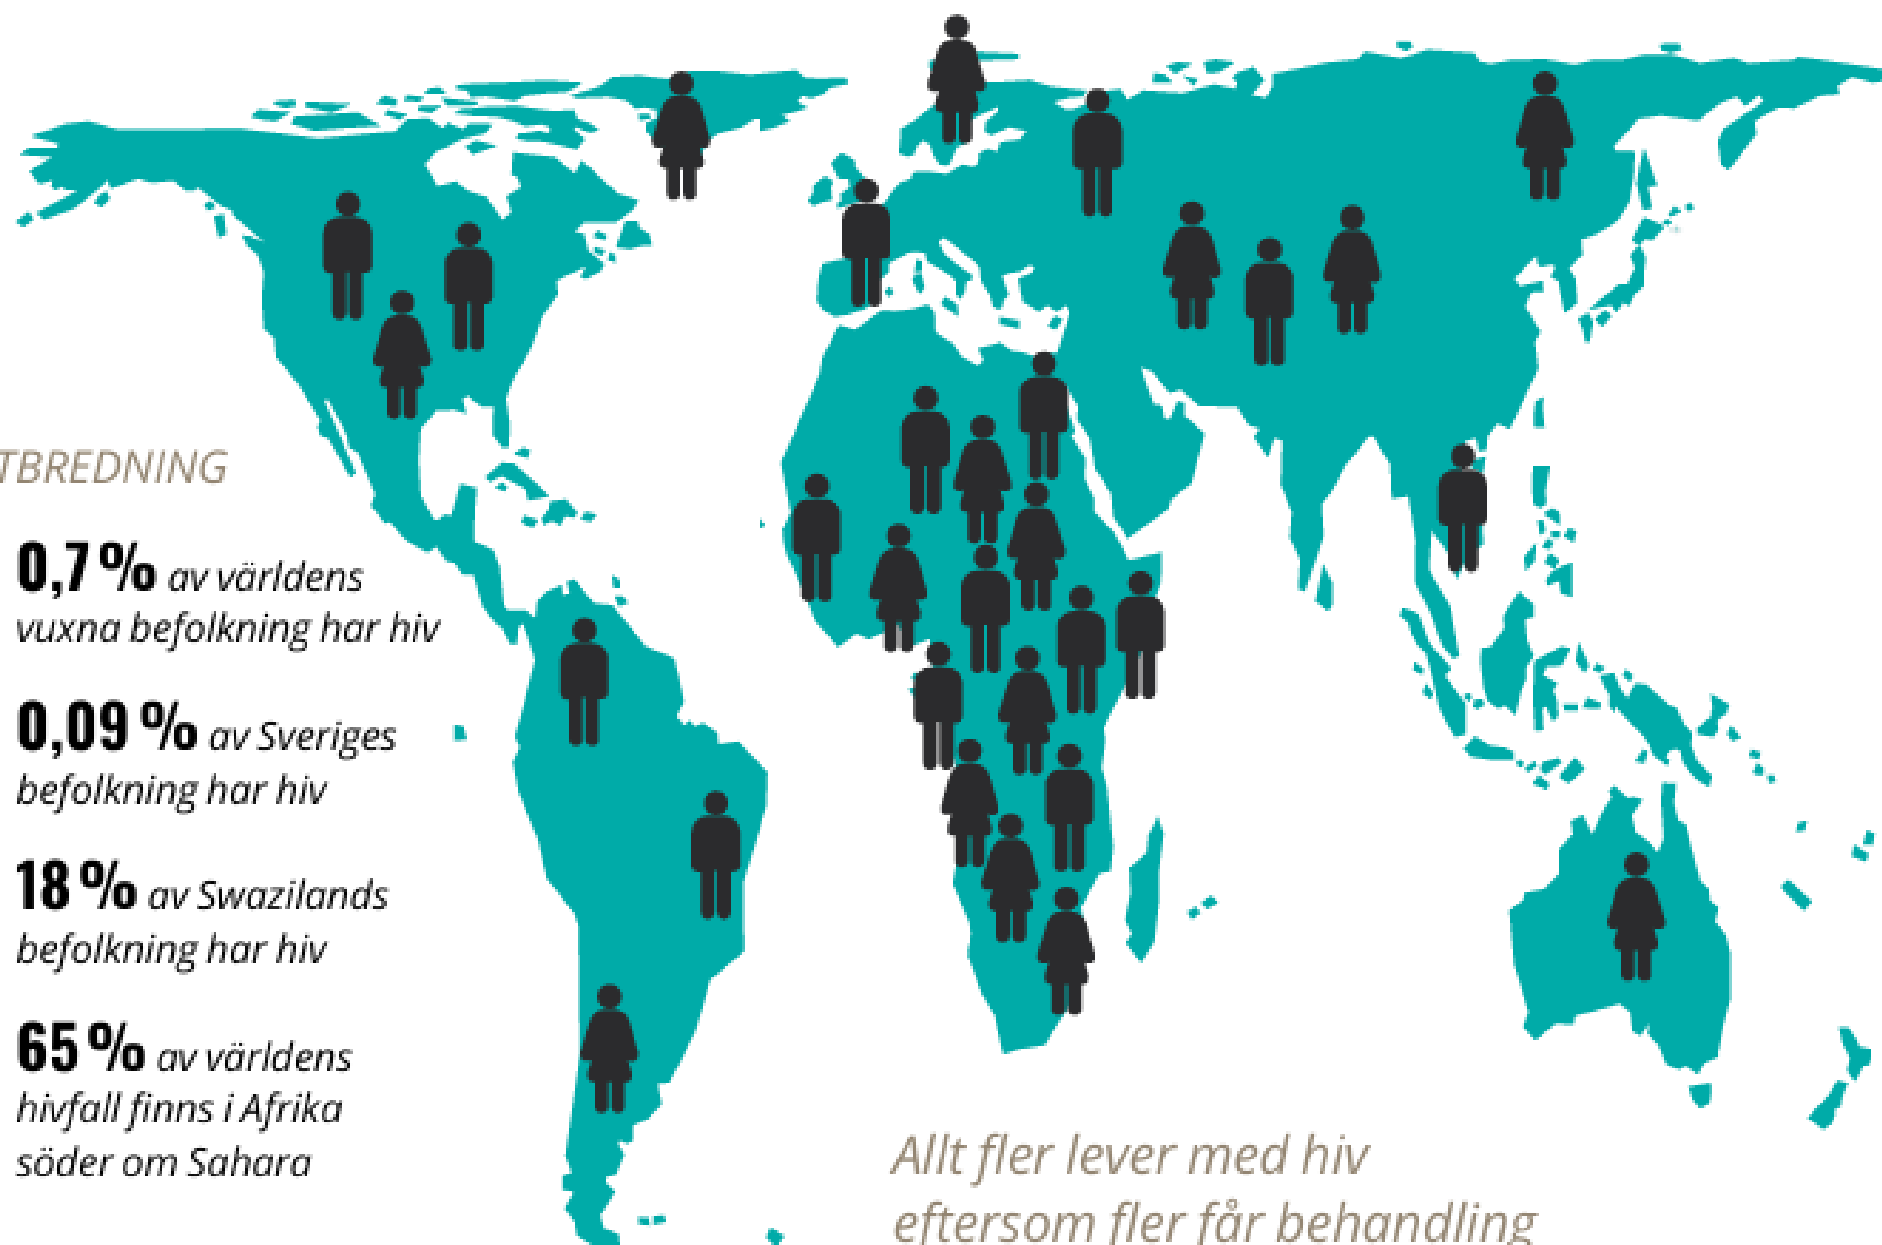 TBREDNING
0,7 % av världens
vuxna befolkning har hiv
0,09 % av Sveriges
befolkning har hiv
18 % av Swazilands
befolkning har hiv
65 % av världens
hivfall finns i Afrika
söder om Sahara
Allt fler lever med hiv
eftersom fler får behandling